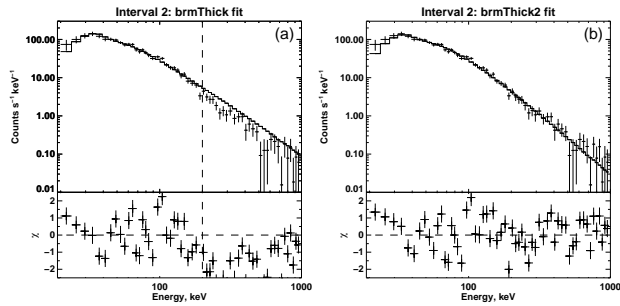 Interval 2: brmThick fit
(a)
Counts s⁻¹ keV⁻¹
100.00
10.00
1.00
0.10
0.01
χ
2
1
0
-1
-2
100
1000
Energy, keV
Interval 2: brmThick2 fit
(b)
Counts s⁻¹ keV⁻¹
100.00
10.00
1.00
0.10
0.01
χ
2
1
0
-1
-2
100
1000
Energy, keV